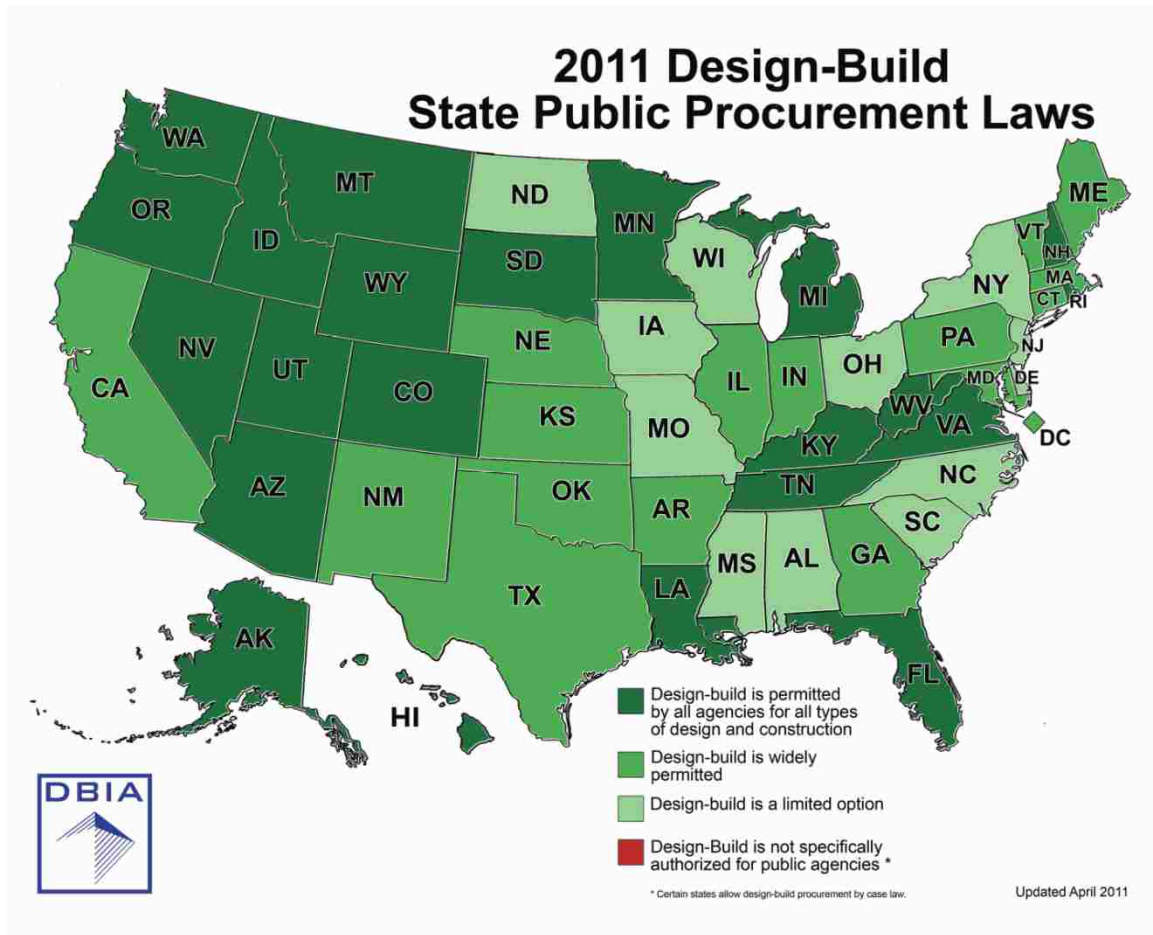 2011 Design-Build
State Public Procurement Laws
WA
MT
ND
MN
ME
OR
ID
SD
WI
VT
NH
WY
MI
NY
MA
CT
RI
NV
UT
NE
IA
PA
NJ
CA
CO
IL
IN
OH
MD
DE
KS
MO
WV
VA
DC
KY
AZ
NM
OK
AR
TN
NC
SC
MS
AL
GA
TX
LA
AK
FL
HI
Design-build is permitted
by all agencies for all types
of design and construction
Design-build is widely
permitted
Design-build is a limited option
Design-Build is not specifically
authorized for public agencies *
* Certain states allow design-build procurement by case law.
DBIA
Updated April 2011